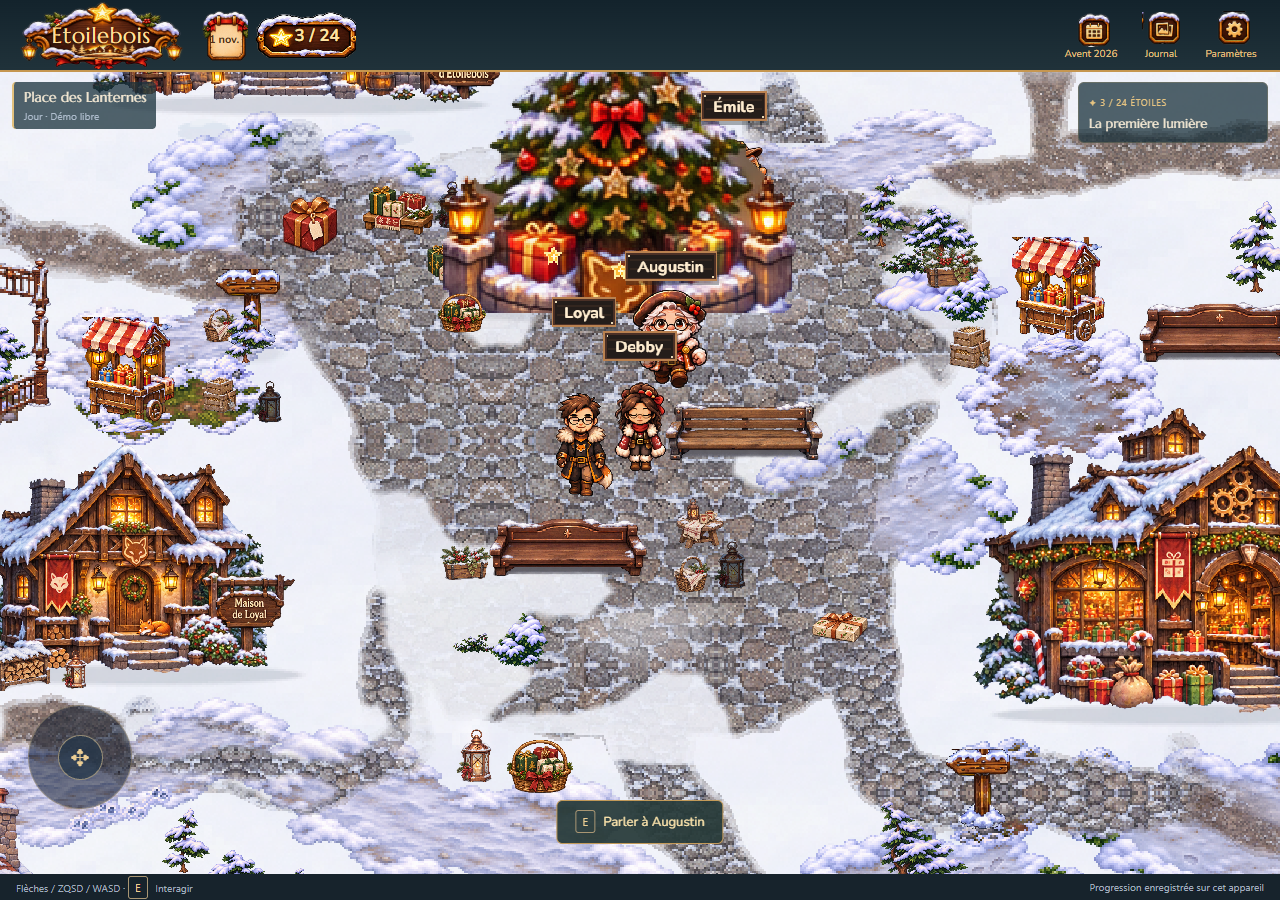 Étoilebois
1 nov.
3 / 24
Avent 2026
Journal
Paramètres
d'Étoilebois
Place des Lanternes
Jour · Démo libre
✦ 3 / 24 ÉTOILES
La première lumière
Émile
Augustin
Loyal
Debby
Maison
de Loyal
E Parler à Augustin
Flèches / ZQSD / WASD · E Interagir
Progression enregistrée sur cet appareil